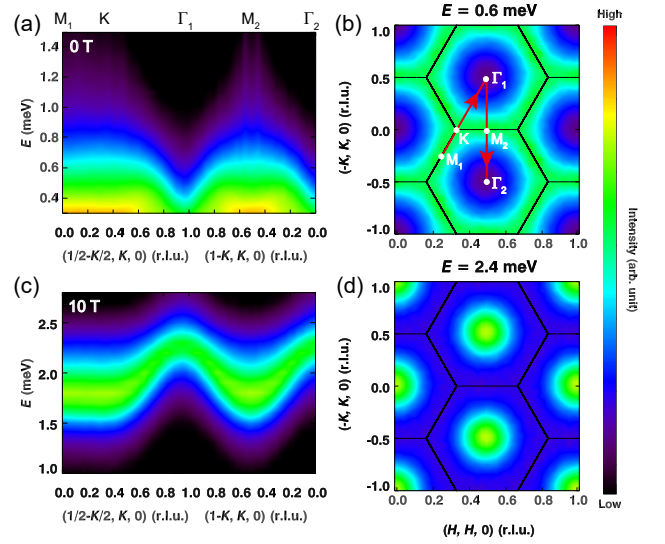 (a) M1 K Γ1 M2 Γ2
0 T
1.4
1.2
1.0
0.8
0.6
0.4
E (meV)
0.0 0.2 0.4 0.6 0.8 1.0 0.6 0.4 0.2 0.0
(1/2-K/2, K, 0) (r.l.u.) (1-K, K, 0) (r.l.u.)
(b) E = 0.6 meV
1.0
0.5
0.0
-0.5
-1.0
(-K, K, 0) (r.l.u.)
Γ1
K
M2
M1
Γ2
0.0 0.2 0.4 0.6 0.8 1.0
High
Intensity (arb. unit)
Low
(c)
10 T
2.5
2.0
1.5
1.0
E (meV)
0.0 0.2 0.4 0.6 0.8 1.0 0.6 0.4 0.2 0.0
(1/2-K/2, K, 0) (r.l.u.) (1-K, K, 0) (r.l.u.)
(d) E = 2.4 meV
1.0
0.5
0.0
-0.5
-1.0
(-K, K, 0) (r.l.u.)
0.0 0.2 0.4 0.6 0.8 1.0
(H, H, 0) (r.l.u.)